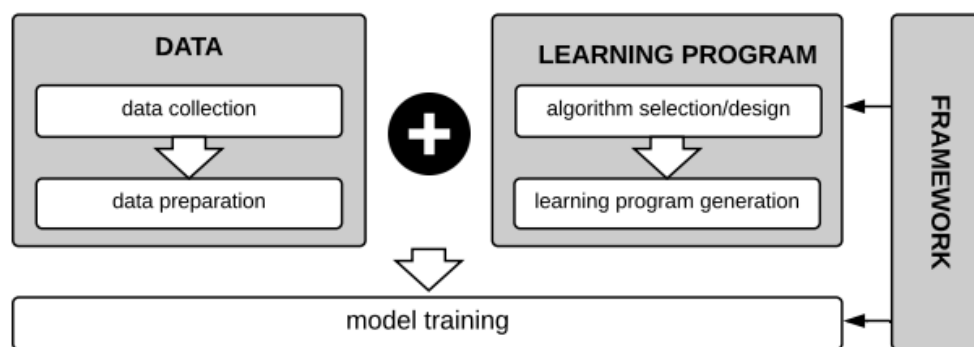 DATA
data collection
data preparation
LEARNING PROGRAM
algorithm selection/design
learning program generation
FRAMEWORK
model training